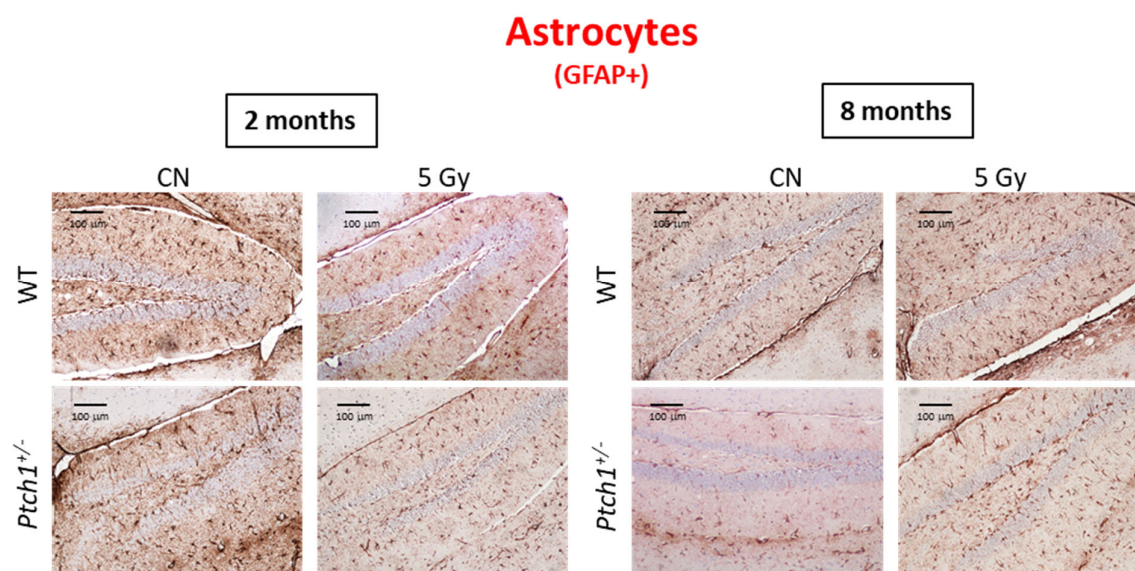 Astrocytes
(GFAP+)
2 months
8 months
CN
5 Gy
CN
5 Gy
WT
100 µm
100 µm
WT
100 µm
100 µm
Ptch1+/-
100 µm
100 µm
Ptch1+/-
100 µm
100 µm